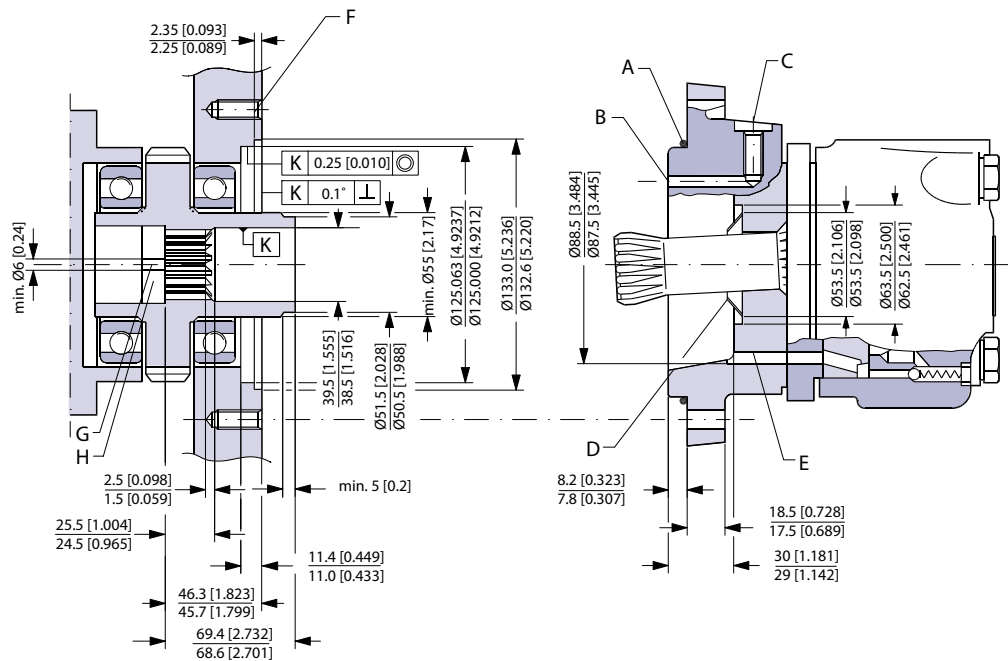 2.35 [0.093]
2.25 [0.089]
F
A
C
B
K 0.25 [0.010]
K 0.1°
K
min. Ø6 [0.24]
39.5 [1.555]
38.5 [1.516]
Ø51.5 [2.028]
Ø50.5 [1.988]
min. Ø55 [2.17]
Ø125.063 [4.9237]
Ø125.000 [4.9212]
Ø133.0 [5.236]
Ø132.6 [5.220]
Ø88.5 [3.484]
Ø87.5 [3.445]
Ø53.5 [2.106]
Ø53.5 [2.098]
Ø63.5 [2.500]
Ø62.5 [2.461]
G
H
D
E
2.5 [0.098]
1.5 [0.059]
min. 5 [0.2]
25.5 [1.004]
24.5 [0.965]
11.4 [0.449]
11.0 [0.433]
46.3 [1.823]
45.7 [1.799]
69.4 [2.732]
68.6 [2.701]
8.2 [0.323]
7.8 [0.307]
18.5 [0.728]
17.5 [0.689]
30 [1.181]
29 [1.142]